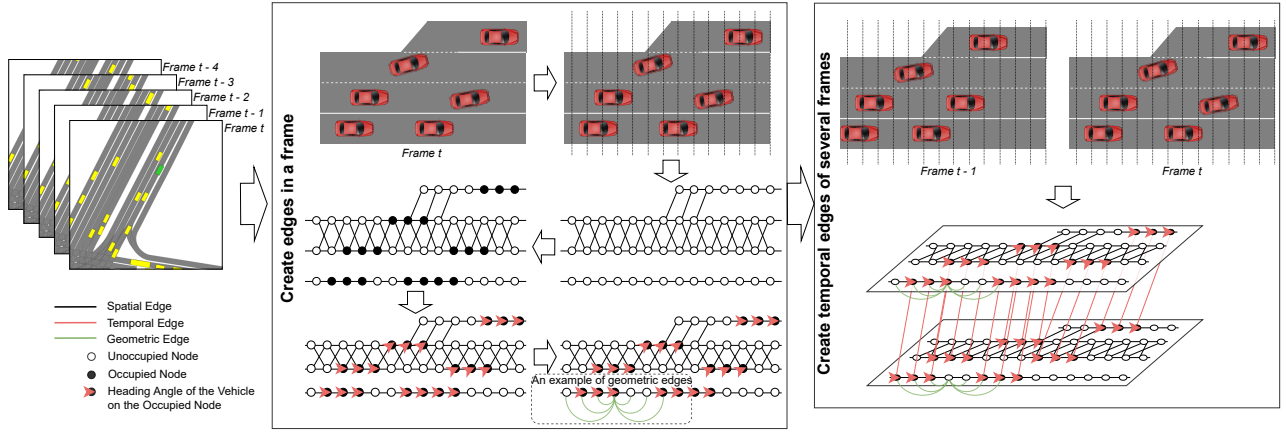 Frame t - 4
Frame t - 3
Frame t - 2
Frame t - 1
Frame t
Spatial Edge
Temporal Edge
Geometric Edge
Unoccupied Node
Occupied Node
Heading Angle of the Vehicle
on the Occupied Node
Create edges in a frame
Frame t
An example of geometric edges
Create temporal edges of several frames
Frame t - 1
Frame t